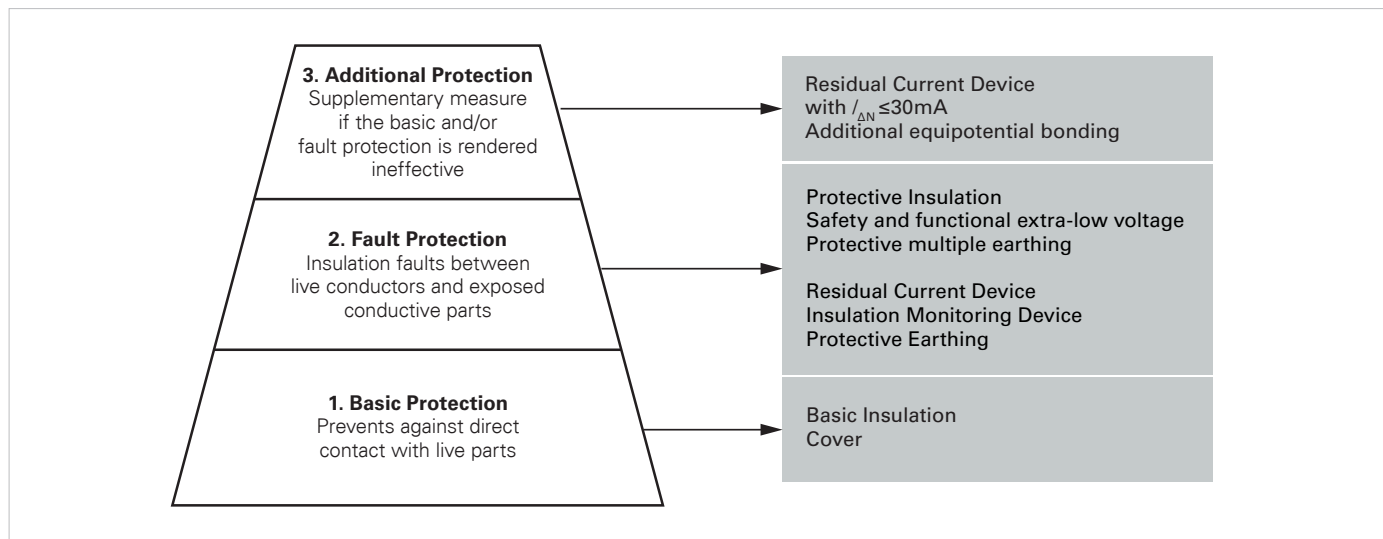 3. Additional Protection
Supplementary measure
if the basic and/or
fault protection is rendered
ineffective
Residual Current Device
with /ΔN ≤30mA
Additional equipotential bonding
2. Fault Protection
Insulation faults between
live conductors and exposed
conductive parts
Protective Insulation
Safety and functional extra-low voltage
Protective multiple earthing
Residual Current Device
Insulation Monitoring Device
Protective Earthing
1. Basic Protection
Prevents against direct
contact with live parts
Basic Insulation
Cover